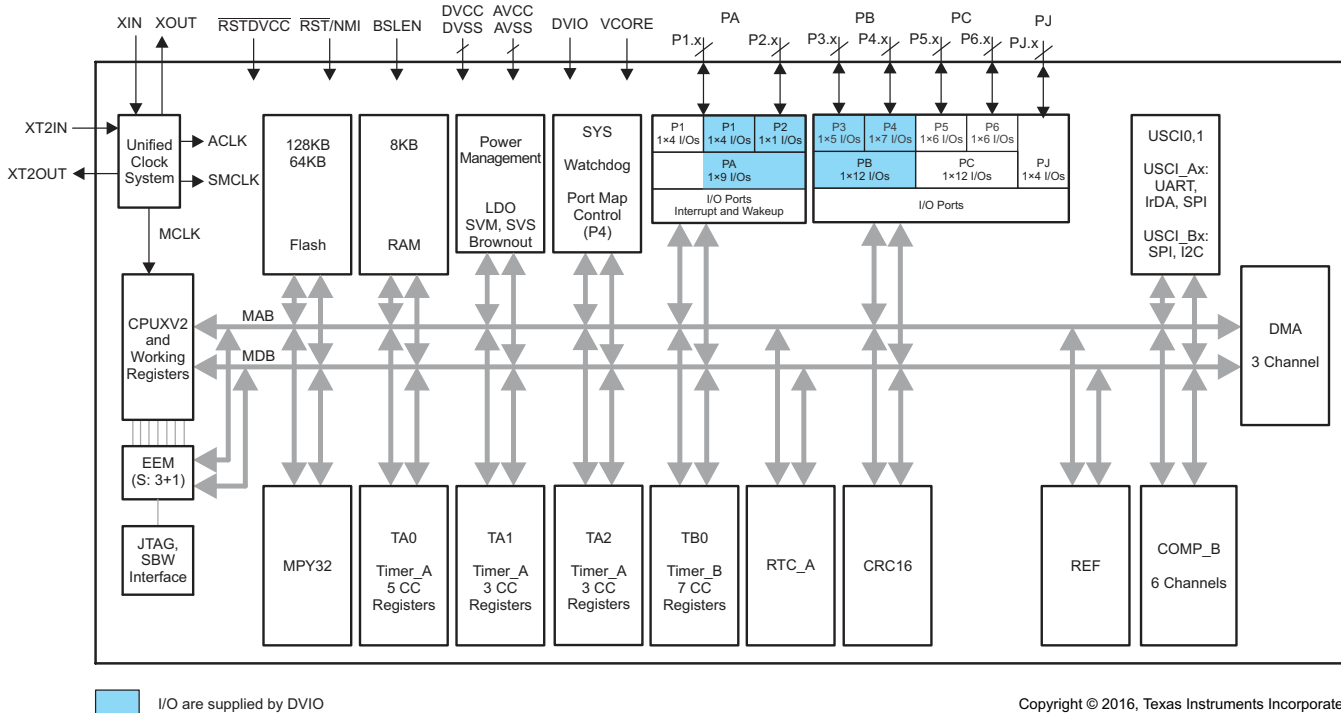 XIN XOUT
RSTDVCC
RST/NMI
BSLEN
DVCC
DVSS
AVCC
AVSS
DVIO
VCORE
PA
P1.x P2.x
PB
P3.x P4.x
PC
P5.x P6.x
PJ
PJ.x
XT2IN
XT2OUT
Unified
Clock
System
ACLK
SMCLK
MCLK
128KB
64KB
Flash
8KB
RAM
Power
Management
LDO
SVM, SVS
Brownout
SYS
Watchdog
Port Map
Control
(P4)
P1
1×4 I/Os
P1
1×4 I/Os
P2
1×1 I/Os
PA
1×9 I/Os
I/O Ports
Interrupt and Wakeup
P3
1×5 I/Os
P4
1×7 I/Os
P5
1×6 I/Os
P6
1×6 I/Os
PB
1×12 I/Os
PC
1×12 I/Os
PJ
1×4 I/Os
I/O Ports
USCI0,1
USCI_Ax:
UART,
IrDA, SPI
USCI_Bx:
SPI, I2C
CPUXV2
and
Working
Registers
MAB
MDB
DMA
3 Channel
EEM
(S: 3+1)
JTAG,
SBW
Interface
MPY32
TA0
Timer_A
5 CC
Registers
TA1
Timer_A
3 CC
Registers
TA2
Timer_A
3 CC
Registers
TB0
Timer_B
7 CC
Registers
RTC_A
CRC16
REF
COMP_B
6 Channels
I/O are supplied by DVIO
Copyright © 2016, Texas Instruments Incorporate